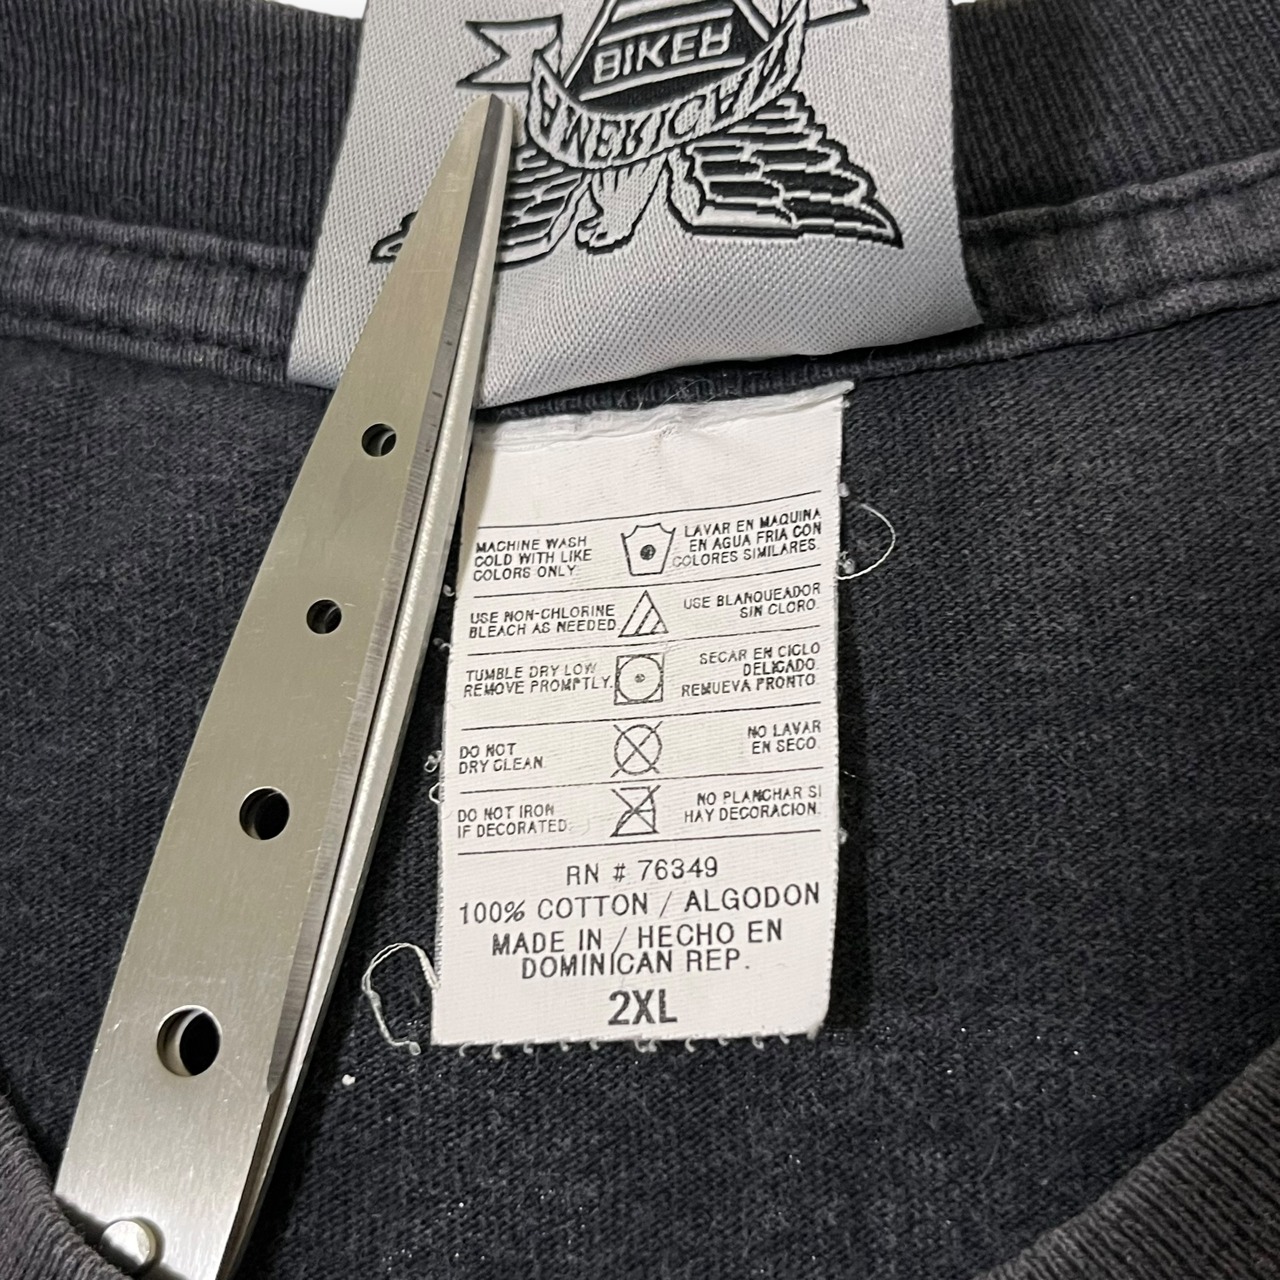 BIKER
AMERICAN
MACHINE WASH
COLD WITH LIKE
COLORS ONLY
LAVAR EN MAQUINA
EN AGUA FRIA CON
COLORES SIMILARES.
USE NON-CHLORINE
BLEACH AS NEEDED
USE BLANQUEADOR
SIN CLORO.
TUMBLE DRY LOW
REMOVE PROMPTLY.
SECAR EN CICLO
DELICADO.
REMUEVA PRONTO.
DO NOT
DRY CLEAN.
NO LAVAR
EN SECO.
DO NOT IRON
IF DECORATED.
NO PLANCHAR SI
HAY DECORACION.
RN # 76349
100% COTTON / ALGODON
MADE IN / HECHO EN
DOMINICAN REP.
2XL